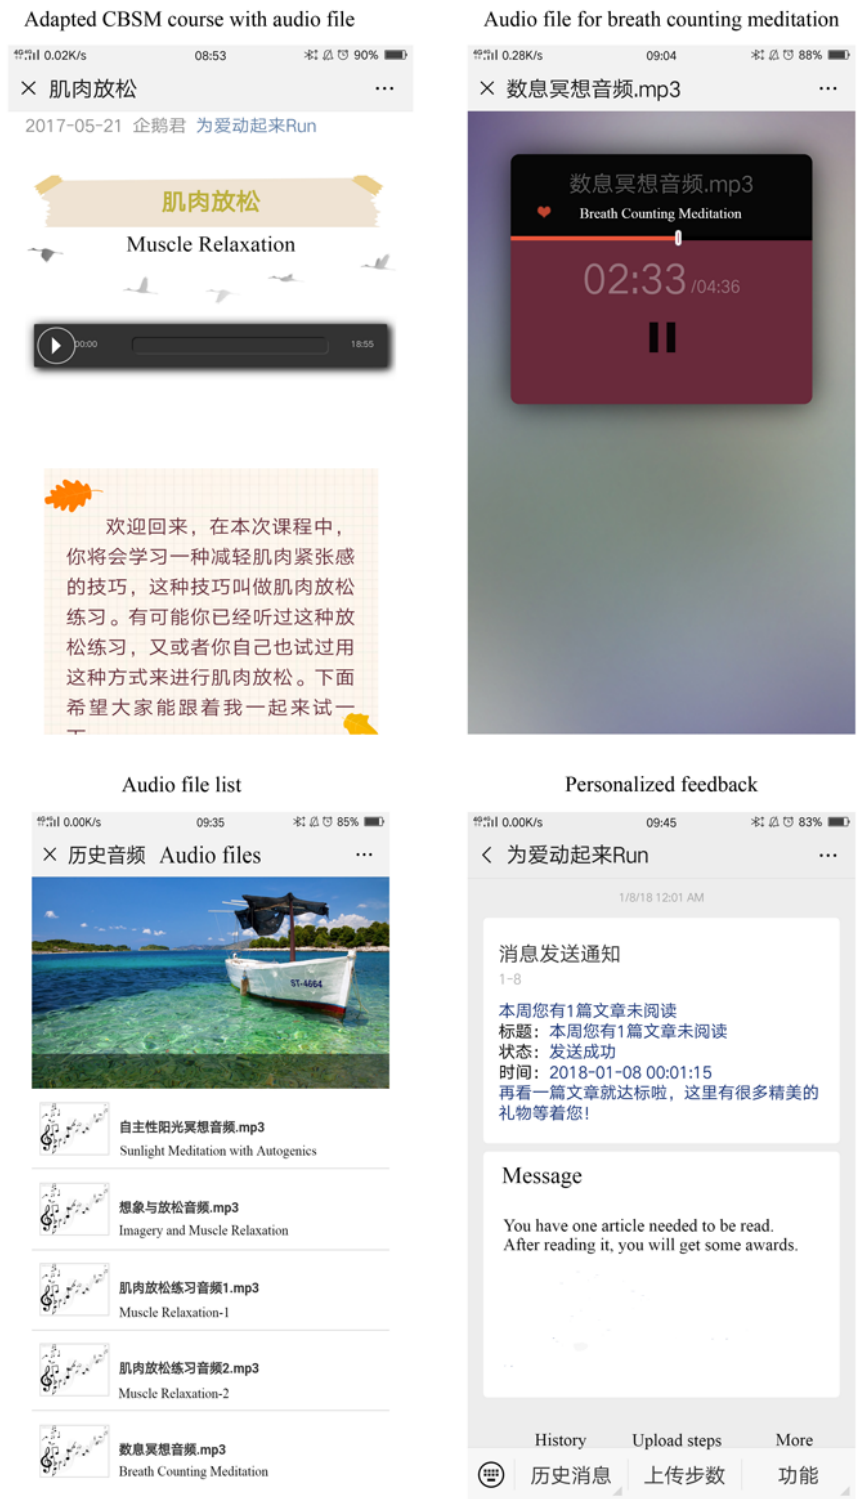 Adapted CBSM course with audio file
0.02K/s 08:53 90%
肌肉放松
2017-05-21 企鹅君 为爱动起来Run
肌肉放松
Muscle Relaxation
00:00 18:55
欢迎回来，在本次课程中，
你将会学习一种减轻肌肉紧张感
的技巧，这种技巧叫做肌肉放松
练习。有可能你已经听过这种放
松练习，又或者你自己也试过用
这种方式来进行肌肉放松。下面
希望大家能跟着我一起来试一
Audio file for breath counting meditation
0.28K/s 09:04 88%
数息冥想音频.mp3
数息冥想音频.mp3
Breath Counting Meditation
02:33 /04:36
Audio file list
0.00K/s 09:35 85%
历史音频 Audio files
ST-4664
自主性阳光冥想音频.mp3
Sunlight Meditation with Autogenics
想象与放松音频.mp3
Imagery and Muscle Relaxation
肌肉放松练习音频1.mp3
Muscle Relaxation-1
肌肉放松练习音频2.mp3
Muscle Relaxation-2
数息冥想音频.mp3
Breath Counting Meditation
Personalized feedback
0.00K/s 09:45 83%
为爱动起来Run
1/8/18 12:01 AM
消息发送通知
1-8
本周您有1篇文章未阅读
标题：本周您有1篇文章未阅读
状态：发送成功
时间：2018-01-08 00:01:15
再看一篇文章就达标啦，这里有很多精美的
礼物等着您！
Message
You have one article needed to be read.
After reading it, you will get some awards.
History Upload steps More
历史消息 上传步数 功能